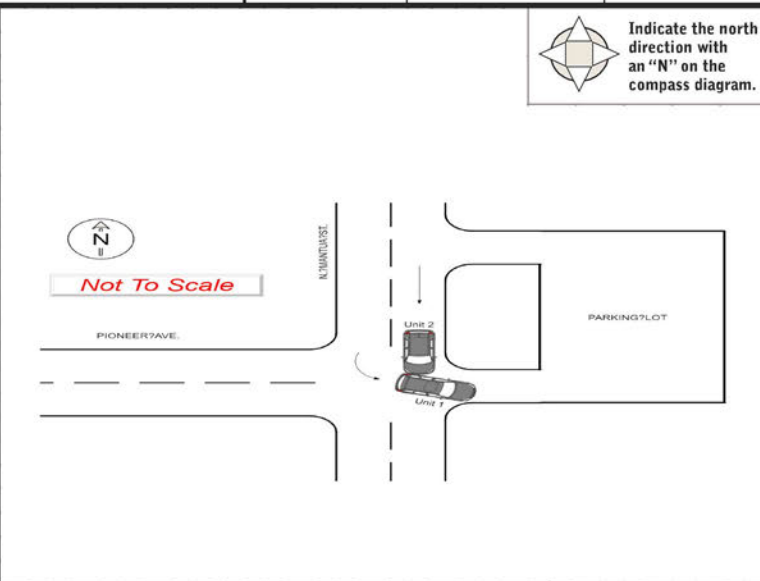 Indicate the north
direction with
an “N” on the
compass diagram.
N
Not To Scale
N.?MANTUA?ST.
PIONEER?AVE.
Unit 2
Unit 1
PARKING?LOT